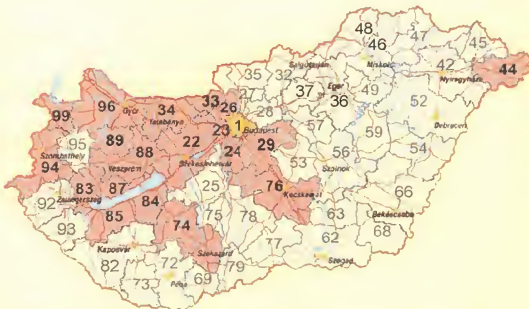 48
46
47
45
44
42
Salgótarján
Miskolc
Nyíregyháza
35
32
37
Eger
36
49
52
33
26
27
28
34
96
Győr
Tatabánya
99
95
89
88
22
23
1
Budapest
24
29
57
59
54
Debrecen
Szombathely
94
Veszprém
Székesfehérvár
53
56
Szolnok
83
Zalaegerszeg
87
84
85
92
93
25
76
Kecskemét
66
74
75
78
63
Békéscsaba
68
Kaposvár
Szekszárd
77
62
82
72
73
Pécs
69
79
Szeged